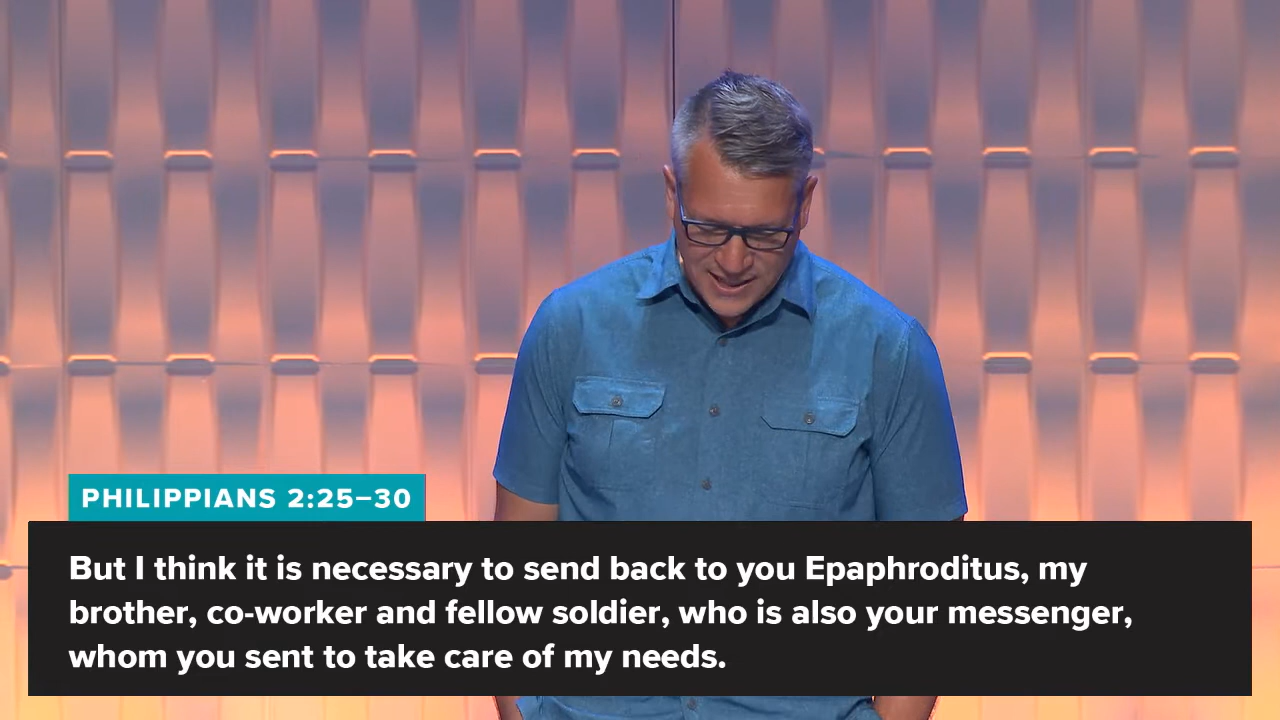 PHILIPPIANS 2:25–30
But I think it is necessary to send back to you Epaphroditus, my
brother, co-worker and fellow soldier, who is also your messenger,
whom you sent to take care of my needs.